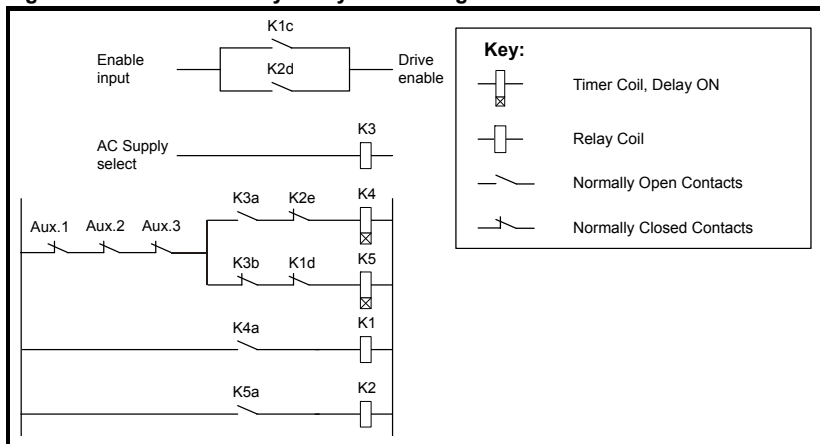 K1c
Enable
input
K2d
Drive
enable
AC Supply
select
K3
Aux.1 Aux.2 Aux.3
K3a K2e K4
K3b K1d K5
K4a K1
K5a K2
Key:
Timer Coil, Delay ON
Relay Coil
Normally Open Contacts
Normally Closed Contacts